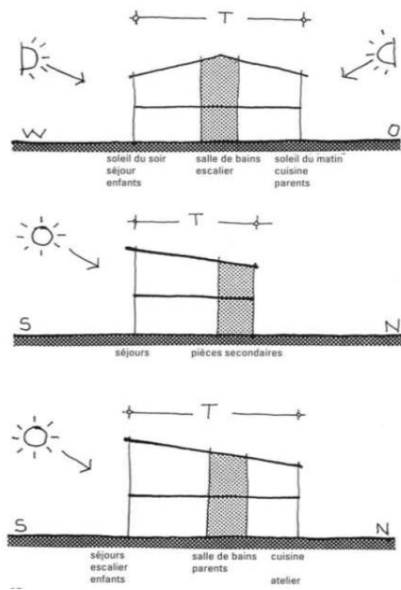 T
W
O
soleil du soir salle de bains soleil du matin
séjour escalier cuisine
enfants parents
T
S
N
séjours pièces secondaires
T
S
N
séjours salle de bains cuisine
escalier parents
enfants atelier